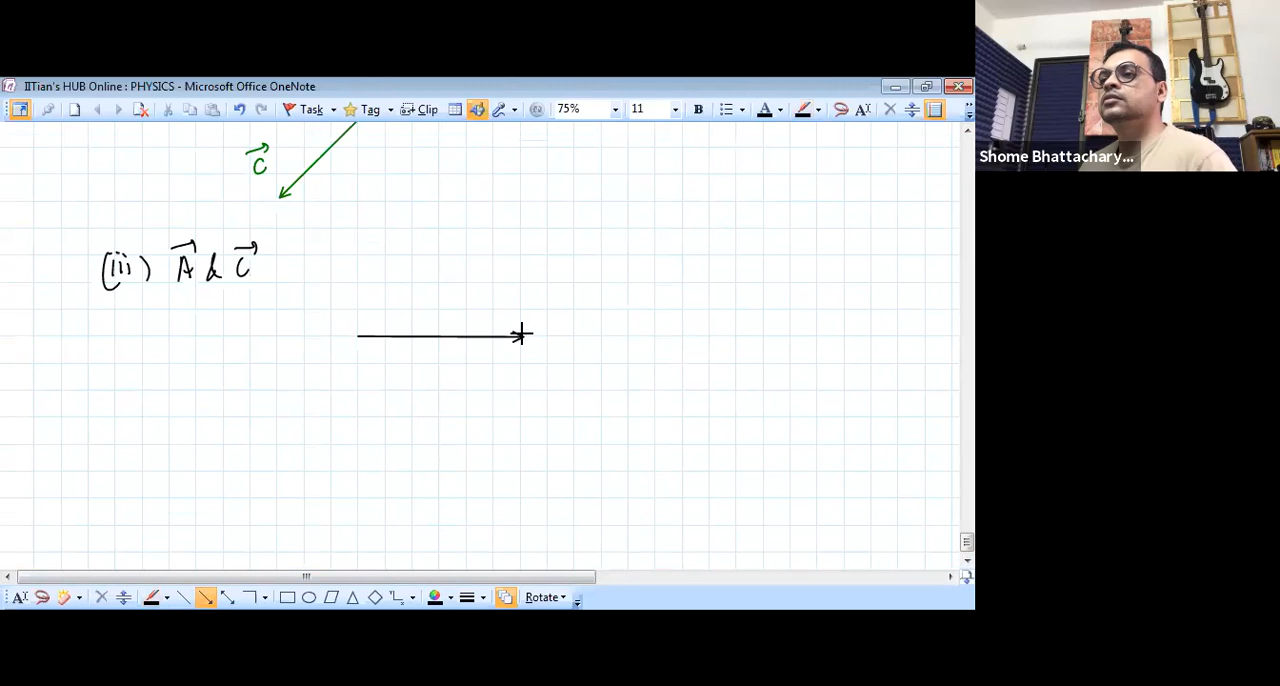 IITian's HUB Online : PHYSICS - Microsoft Office OneNote
Task Tag Clip 75% 11 B A
C
(iii) A & C
Rotate
Shome Bhattachary...